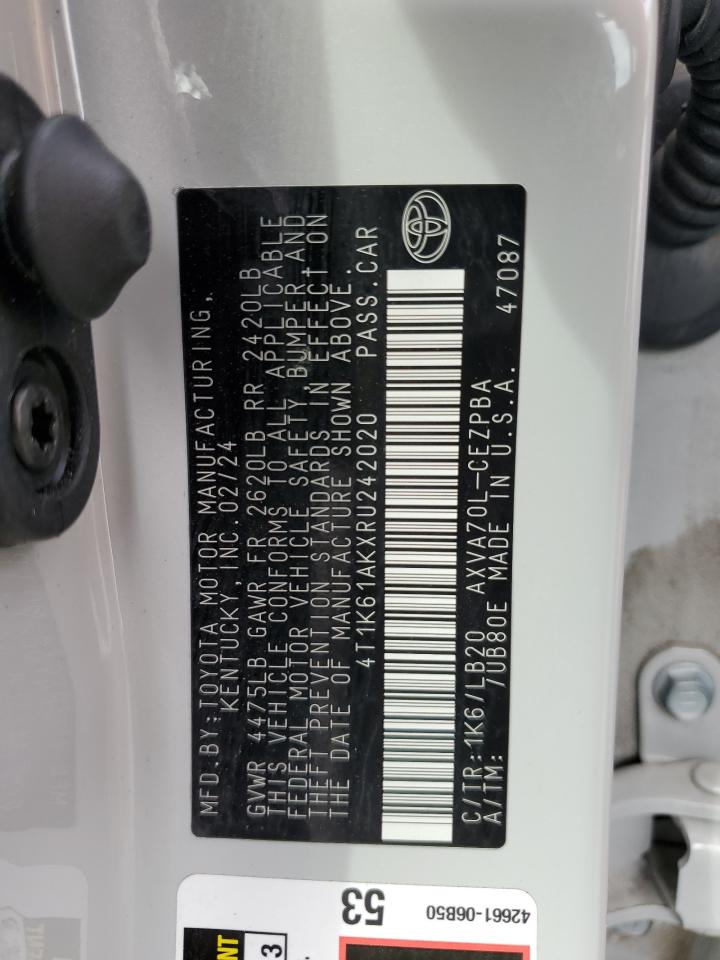 MFD.BY:TOYOTA MOTOR MANUFACTURING,
KENTUCKY INC.02/24
GVWR 4475LB GAWR FR 2620LB RR 2420LB
THIS VEHICLE CONFORMS TO ALL APPLICABLE
FEDERAL MOTOR VEHICLE SAFETY,BUMPER, AND
THEFT PREVENTION STANDARDS IN EFFECT ON
THE DATE OF MANUFACTURE SHOWN ABOVE.
4T1K61AKXRU242020 PASS.CAR
C/TR:1K6/LB20 AXVA70L-CEZPBA
A/TM: /UB80E MADE IN U.S.A. 47087
53
42661-06B50
3